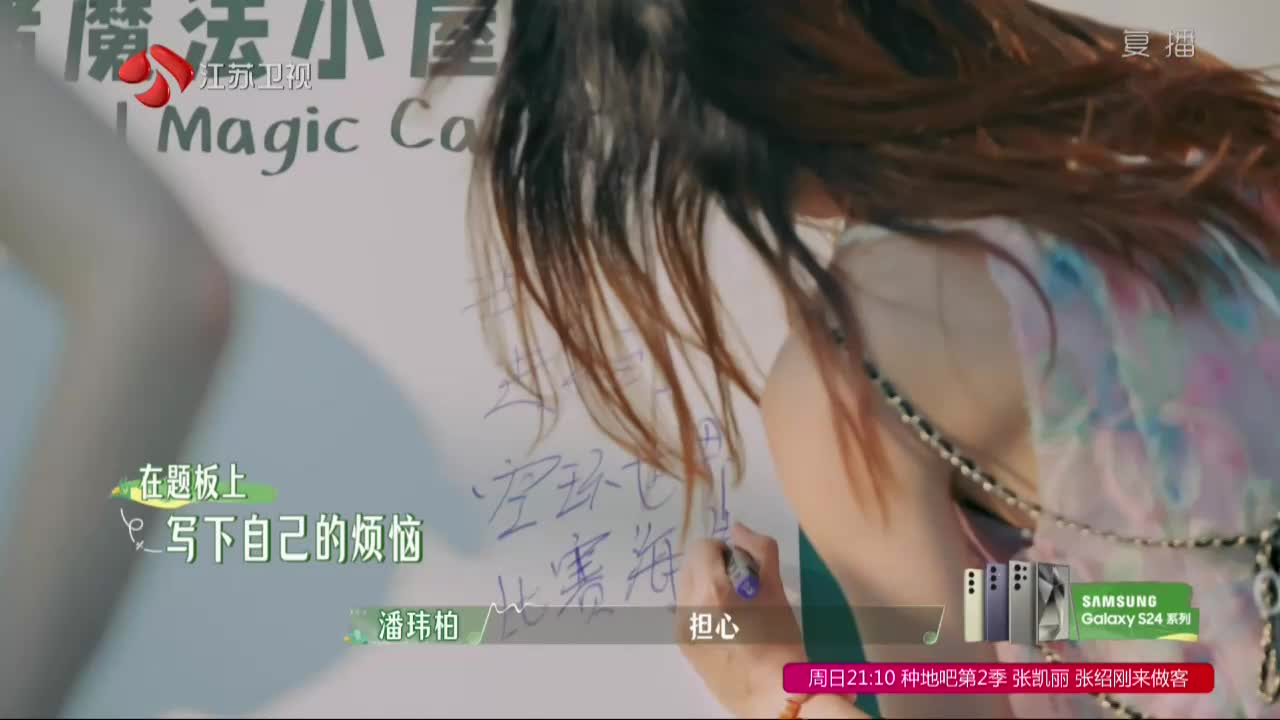 魔法小屋
Magic Ca
江苏卫视
复播
空环
比赛海
在题板上
写下自己的烦恼
潘玮柏
担心
SAMSUNG
Galaxy S24 系列
周日21:10 种地吧第2季 张凯丽 张绍刚来做客